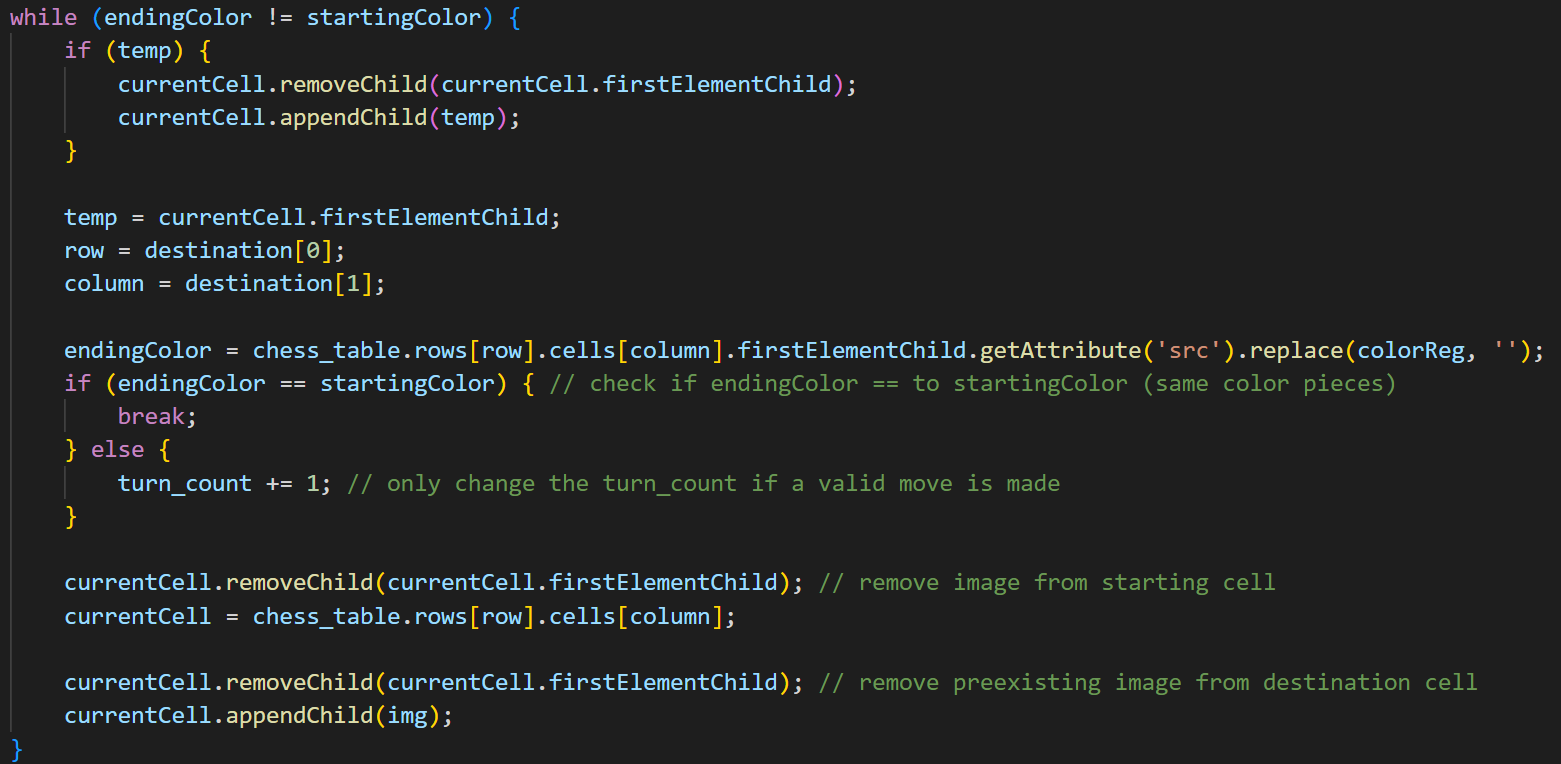 while (endingColor != startingColor) {
    if (temp) {
        currentCell.removeChild(currentCell.firstElementChild);
        currentCell.appendChild(temp);
    }

    temp = currentCell.firstElementChild;
    row = destination[0];
    column = destination[1];

    endingColor = chess_table.rows[row].cells[column].firstElementChild.getAttribute('src').replace(colorReg, '');
    if (endingColor == startingColor) { // check if endingColor == to startingColor (same color pieces)
        break;
    } else {
        turn_count += 1; // only change the turn_count if a valid move is made
    }

    currentCell.removeChild(currentCell.firstElementChild); // remove image from starting cell
    currentCell = chess_table.rows[row].cells[column];

    currentCell.removeChild(currentCell.firstElementChild); // remove preexisting image from destination cell
    currentCell.appendChild(img);
}